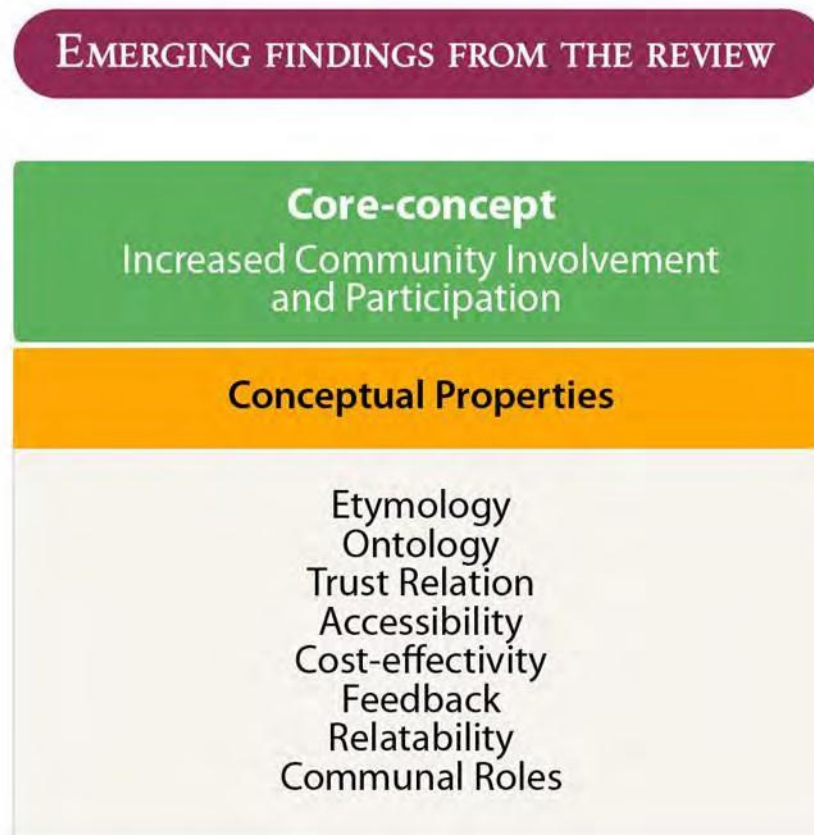 EMERGING FINDINGS FROM THE REVIEW
Core-concept
Increased Community Involvement
and Participation
Conceptual Properties
Etymology
Ontology
Trust Relation
Accessibility
Cost-effectivity
Feedback
Relatability
Communal Roles